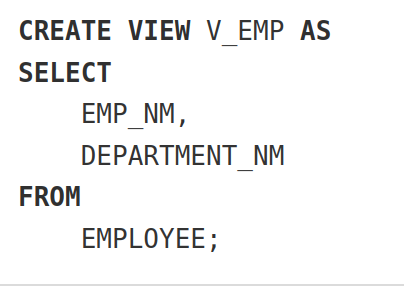 CREATE VIEW V_EMP AS
SELECT
    EMP_NM,
    DEPARTMENT_NM
FROM
    EMPLOYEE;